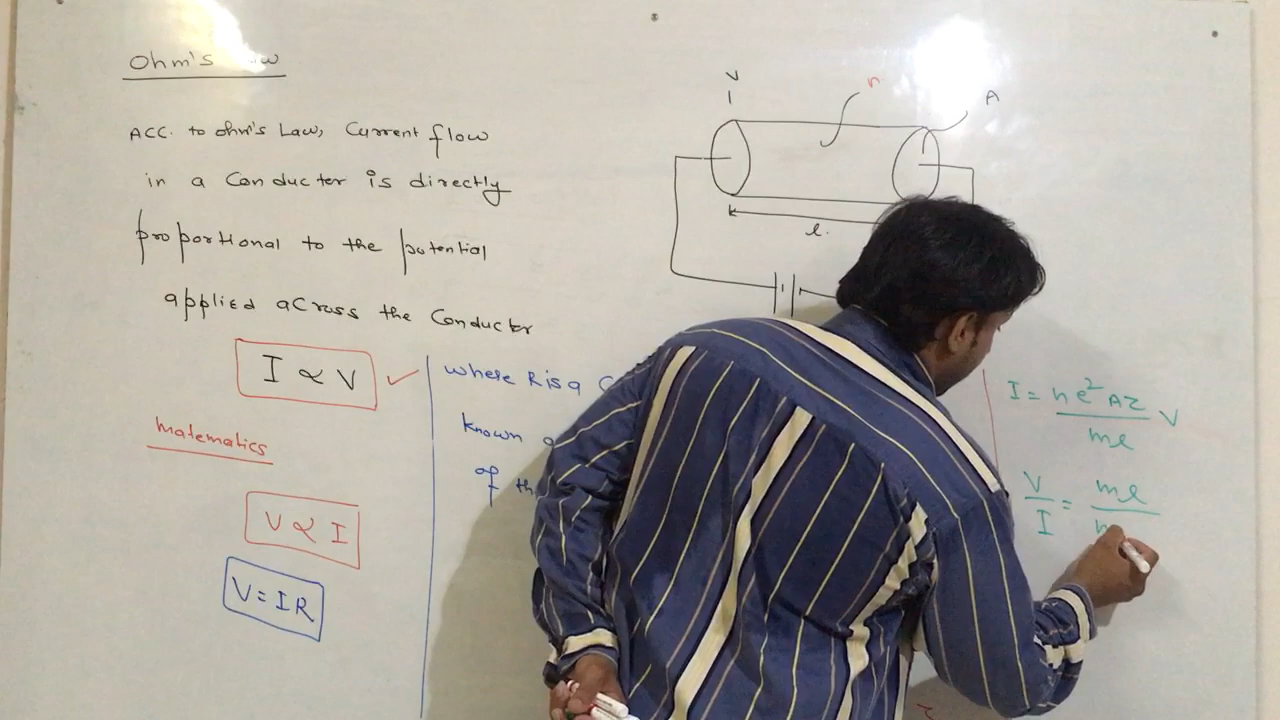 Ohm's
Acc. to ohm's Law, Current flow
in a Conductor is directly
proportional to the potential
applied across the Conductor
I ∝ V ✓
Matematics
V ∝ I
V = IR
where R is a
known
of
V
n
A
l.
I = ne²Aτ/ml V
V/I = ml/